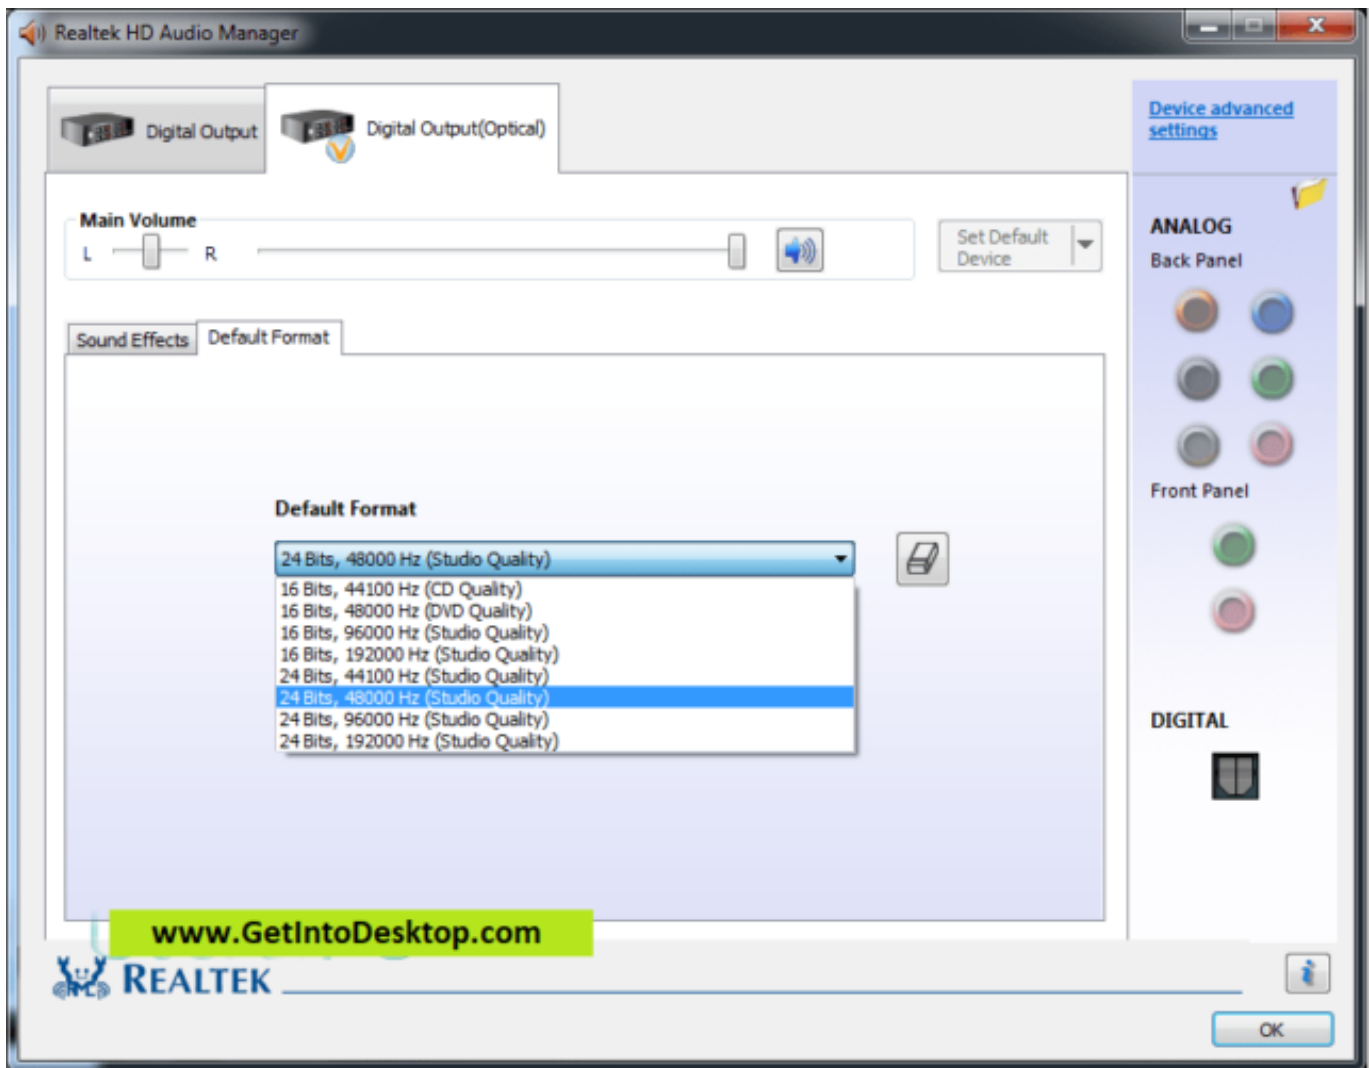 Realtek HD Audio Manager
Digital Output
Digital Output(Optical)
Device advanced
settings
Main Volume
L
R
Set Default
Device
ANALOG
Back Panel
Sound Effects
Default Format
Default Format
24 Bits, 48000 Hz (Studio Quality)
16 Bits, 44100 Hz (CD Quality)
16 Bits, 48000 Hz (DVD Quality)
16 Bits, 96000 Hz (Studio Quality)
16 Bits, 192000 Hz (Studio Quality)
24 Bits, 44100 Hz (Studio Quality)
24 Bits, 48000 Hz (Studio Quality)
24 Bits, 96000 Hz (Studio Quality)
24 Bits, 192000 Hz (Studio Quality)
Front Panel
DIGITAL
www.GetIntoDesktop.com
REALTEK
OK